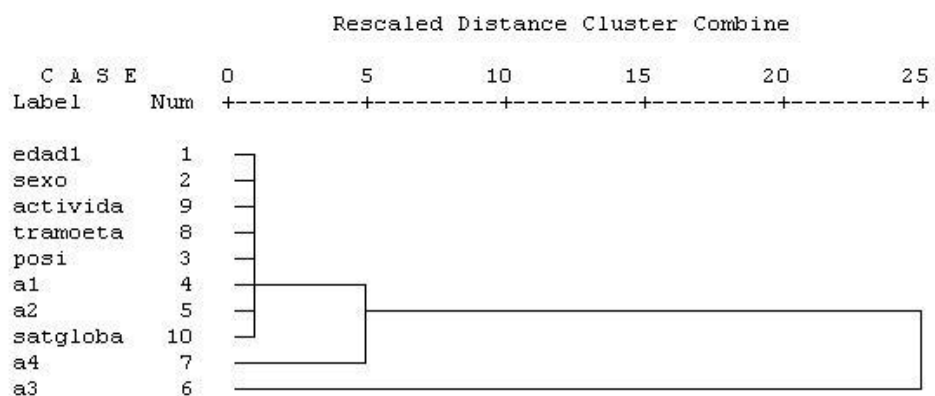 Rescaled Distance Cluster Combine
C A S E 0 5 10 15 20 25
Label Num +---------+---------+---------+---------+---------+
edad1 1
sexo 2
activida 9
tramoeta 8
posi 3
a1 4
a2 5
satgloba 10
a4 7
a3 6